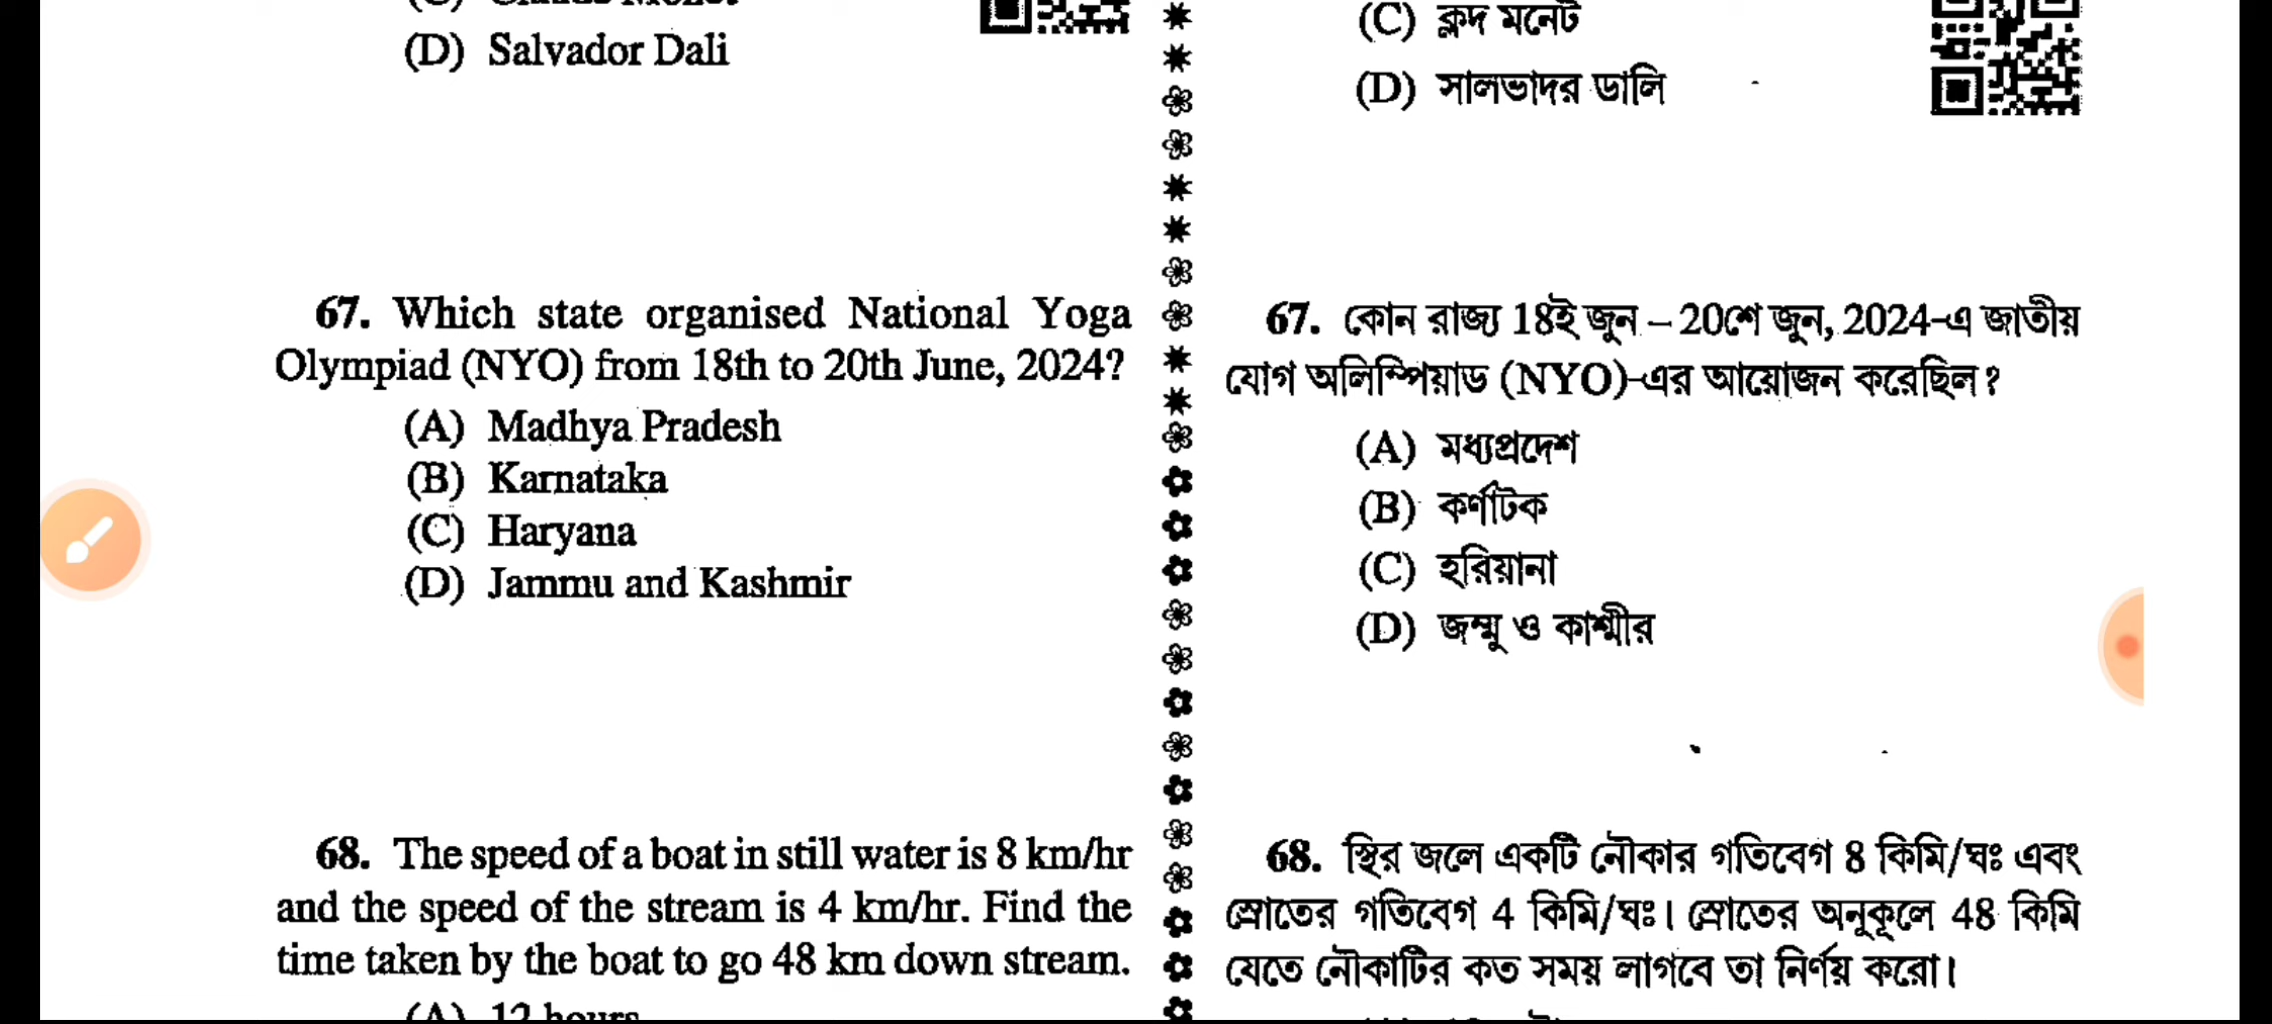 (D) Salvador Dali
67. Which state organised National Yoga
Olympiad (NYO) from 18th to 20th June, 2024?
(A) Madhya Pradesh
(B) Karnataka
(C) Haryana
(D) Jammu and Kashmir
68. The speed of a boat in still water is 8 km/hr
and the speed of the stream is 4 km/hr. Find the
time taken by the boat to go 48 km down stream.
(A) 12 hours
(C) ক্লদ মনেট
(D) সালভাদর ডালি
67. কোন রাজ্য 18ই জুন – 20শে জুন, 2024-এ জাতীয়
যোগ অলিম্পিয়াড (NYO)-এর আয়োজন করেছিল ?
(A) মধ্যপ্রদেশ
(B) কর্ণাটক
(C) হরিয়ানা
(D) জম্মু ও কাশ্মীর
68. স্থির জলে একটি নৌকার গতিবেগ 8 কিমি/ঘঃ এবং
স্রোতের গতিবেগ 4 কিমি/ঘঃ। স্রোতের অনুকূলে 48 কিমি
যেতে নৌকাটির কত সময় লাগবে তা নির্ণয় করো।